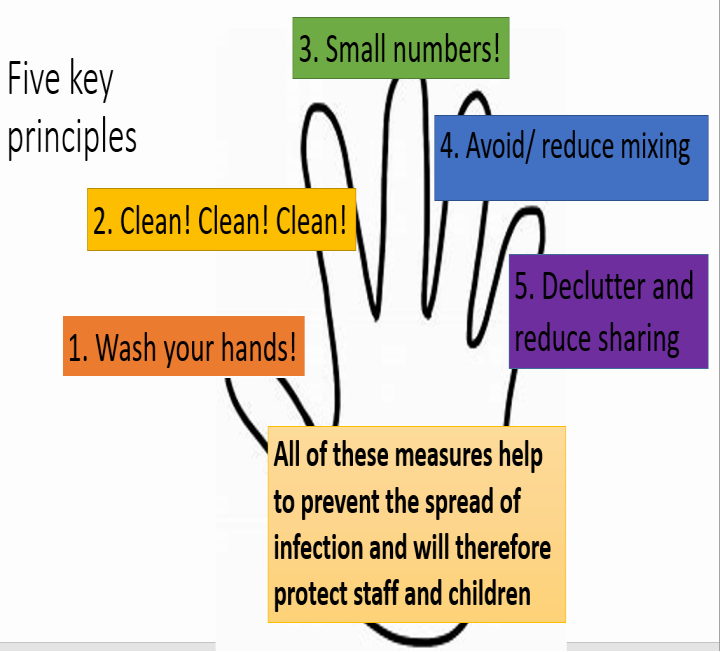 Five key
principles
1. Wash your hands!
2. Clean! Clean! Clean!
3. Small numbers!
4. Avoid/ reduce mixing
5. Declutter and
reduce sharing
All of these measures help
to prevent the spread of
infection and will therefore
protect staff and children